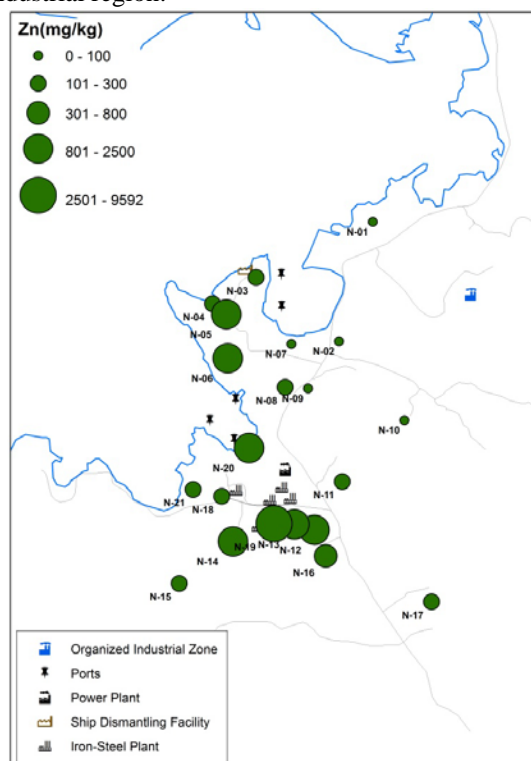 ndustrial region.
Zn(mg/kg)
0 - 100
101 - 300
301 - 800
801 - 2500
2501 - 9592
N-01
N-03
N-04
N-05
N-07
N-02
N-06
N-08
N-09
N-10
N-20
N-11
N-21
N-18
N-19
N-13
N-12
N-14
N-16
N-15
N-17
Organized Industrial Zone
Ports
Power Plant
Ship Dismantling Facility
Iron-Steel Plant